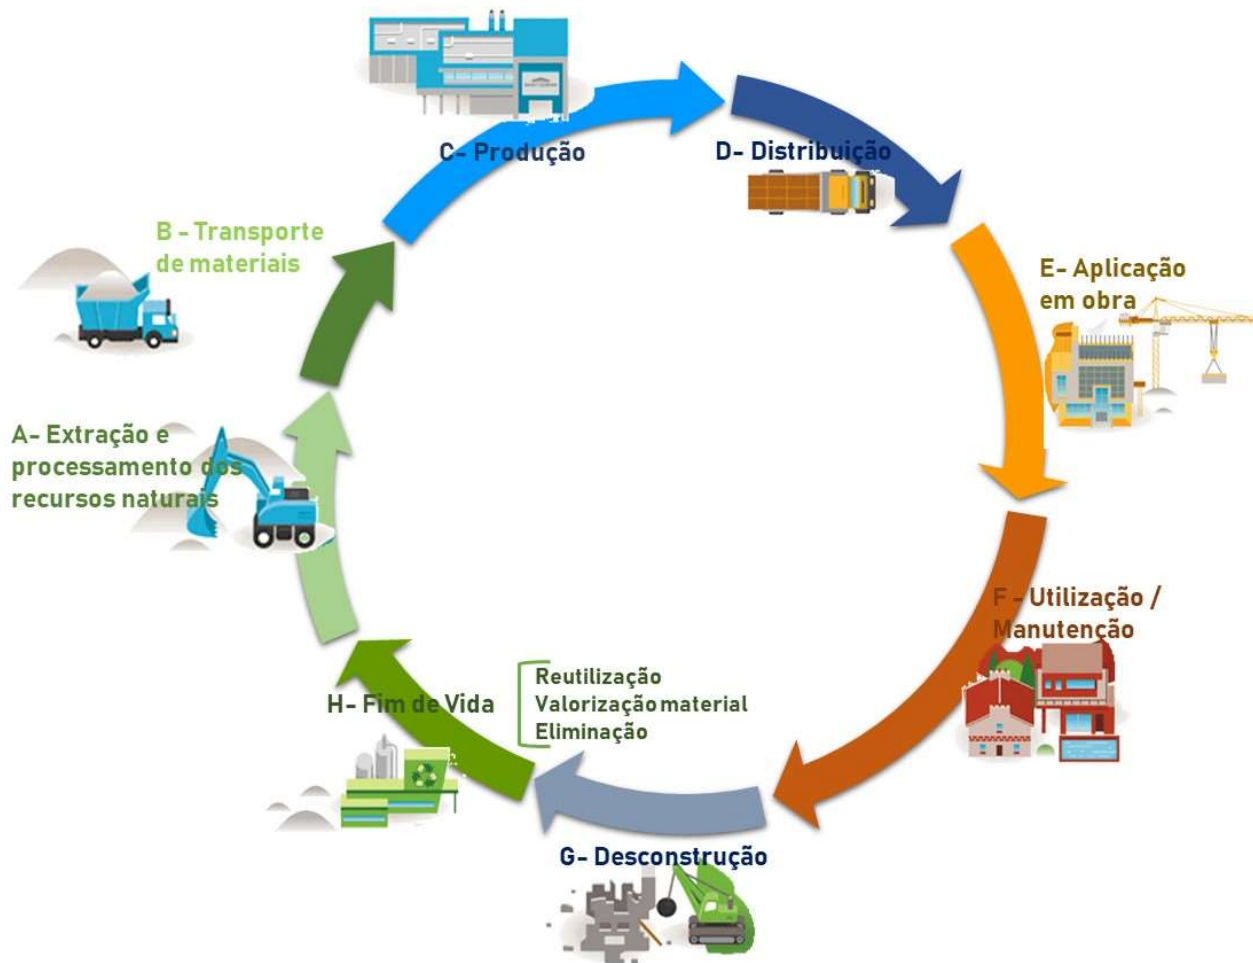 C- Produção
D- Distribuição
B - Transporte
de materiais
E- Aplicação
em obra
A- Extração e
processamento dos
recursos naturais
F - Utilização /
Manutenção
H- Fim de Vida
Reutilização
Valorização material
Eliminação
G- Desconstrução